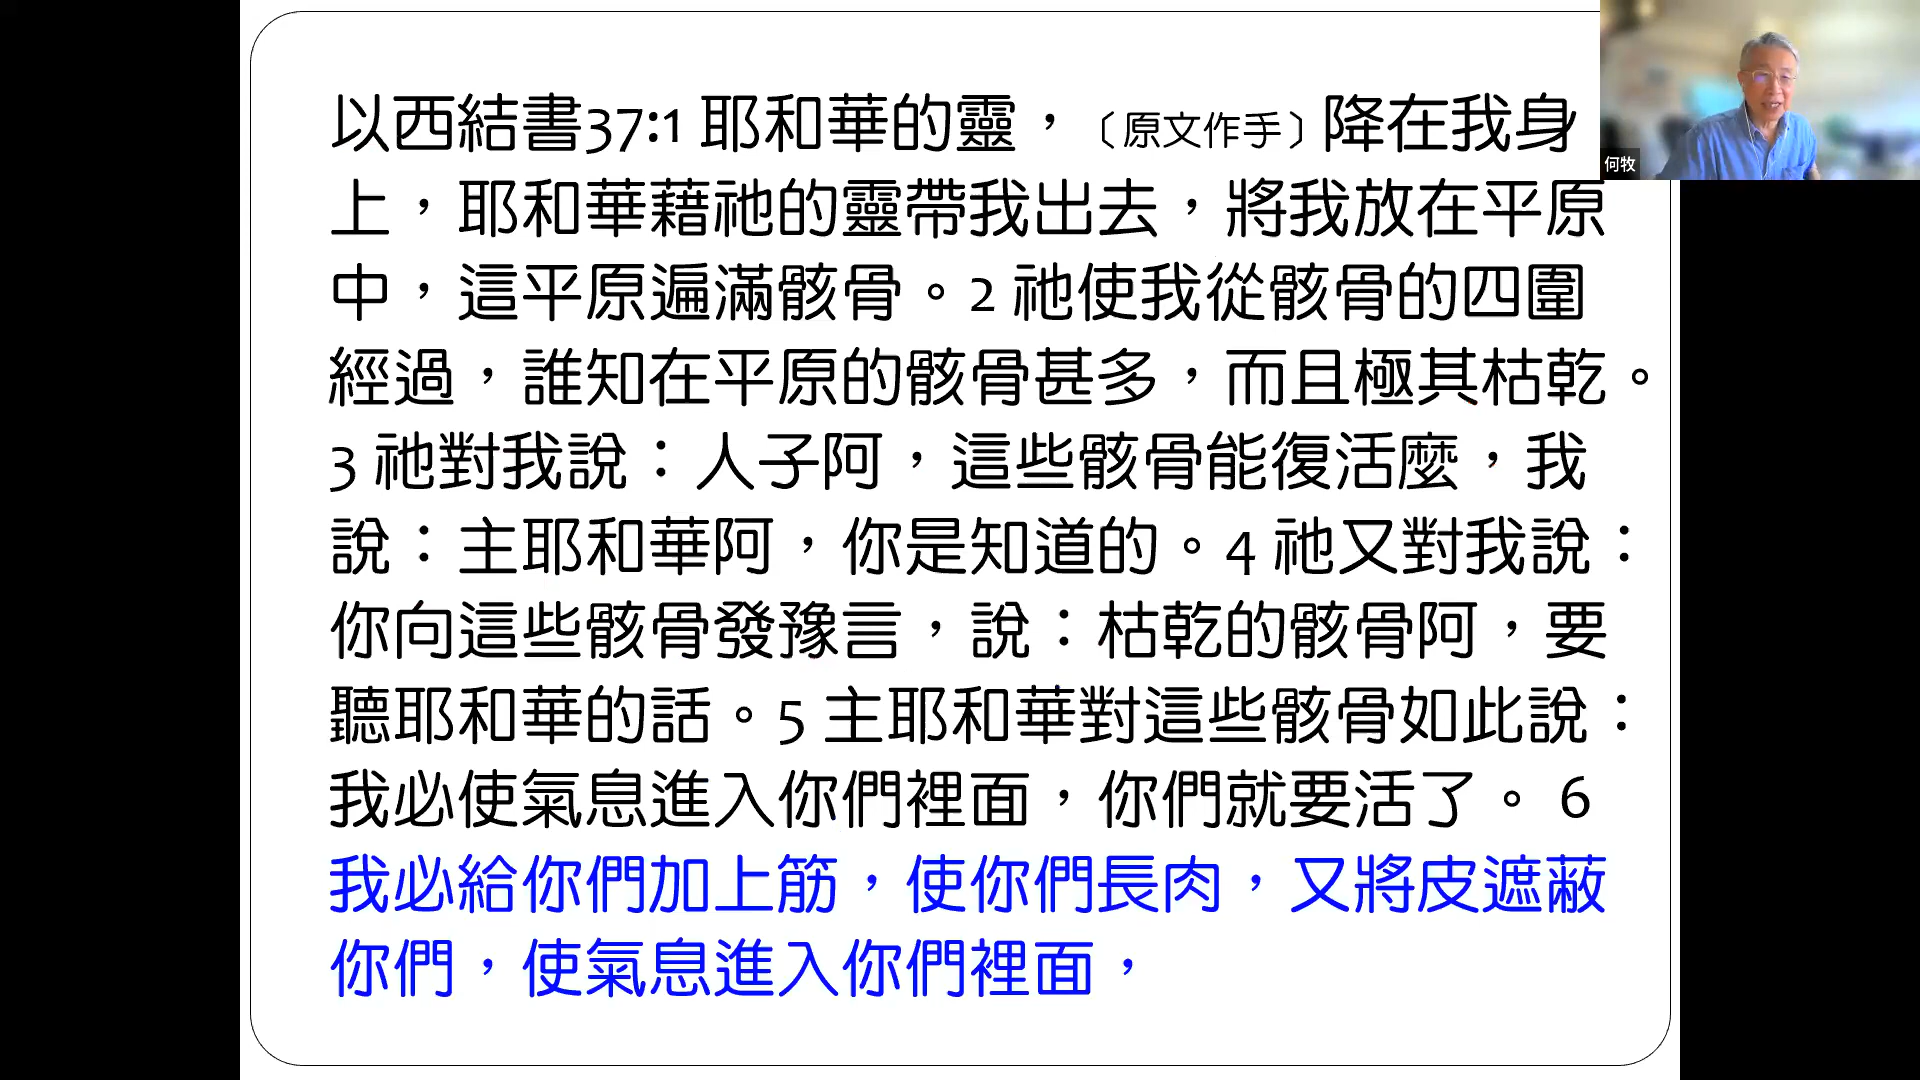 以西結書37:1 耶和華的靈，〔原文作手〕降在我身
上，耶和華藉祂的靈帶我出去，將我放在平原
中，這平原遍滿骸骨。2 祂使我從骸骨的四圍
經過，誰知在平原的骸骨甚多，而且極其枯乾。
3 祂對我說：人子阿，這些骸骨能復活麼，我
說：主耶和華阿，你是知道的。4 祂又對我說：
你向這些骸骨發豫言，說：枯乾的骸骨阿，要
聽耶和華的話。5 主耶和華對這些骸骨如此說：
我必使氣息進入你們裡面，你們就要活了。 6
我必給你們加上筋，使你們長肉，又將皮遮蔽
你們，使氣息進入你們裡面，
何牧